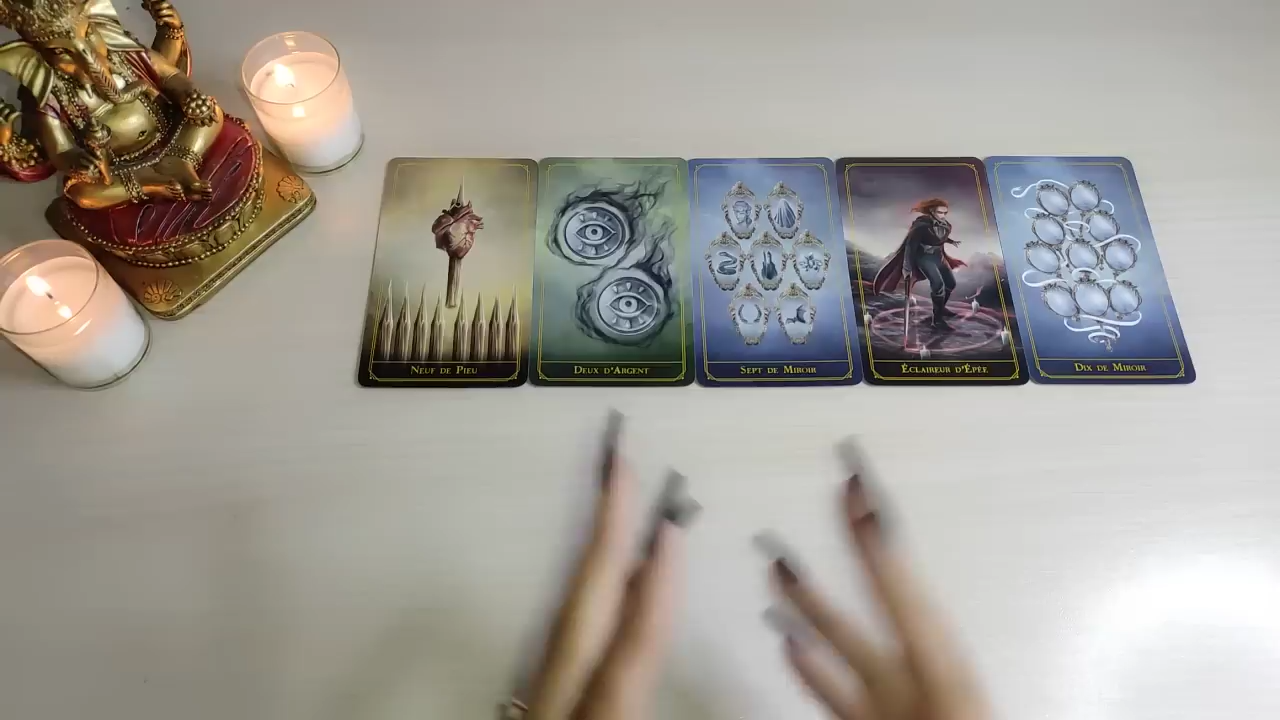 Neuf de Pieu
Deux d'Argent
Sept de Miroir
Éclaireur d'Épée
Dix de Miroir